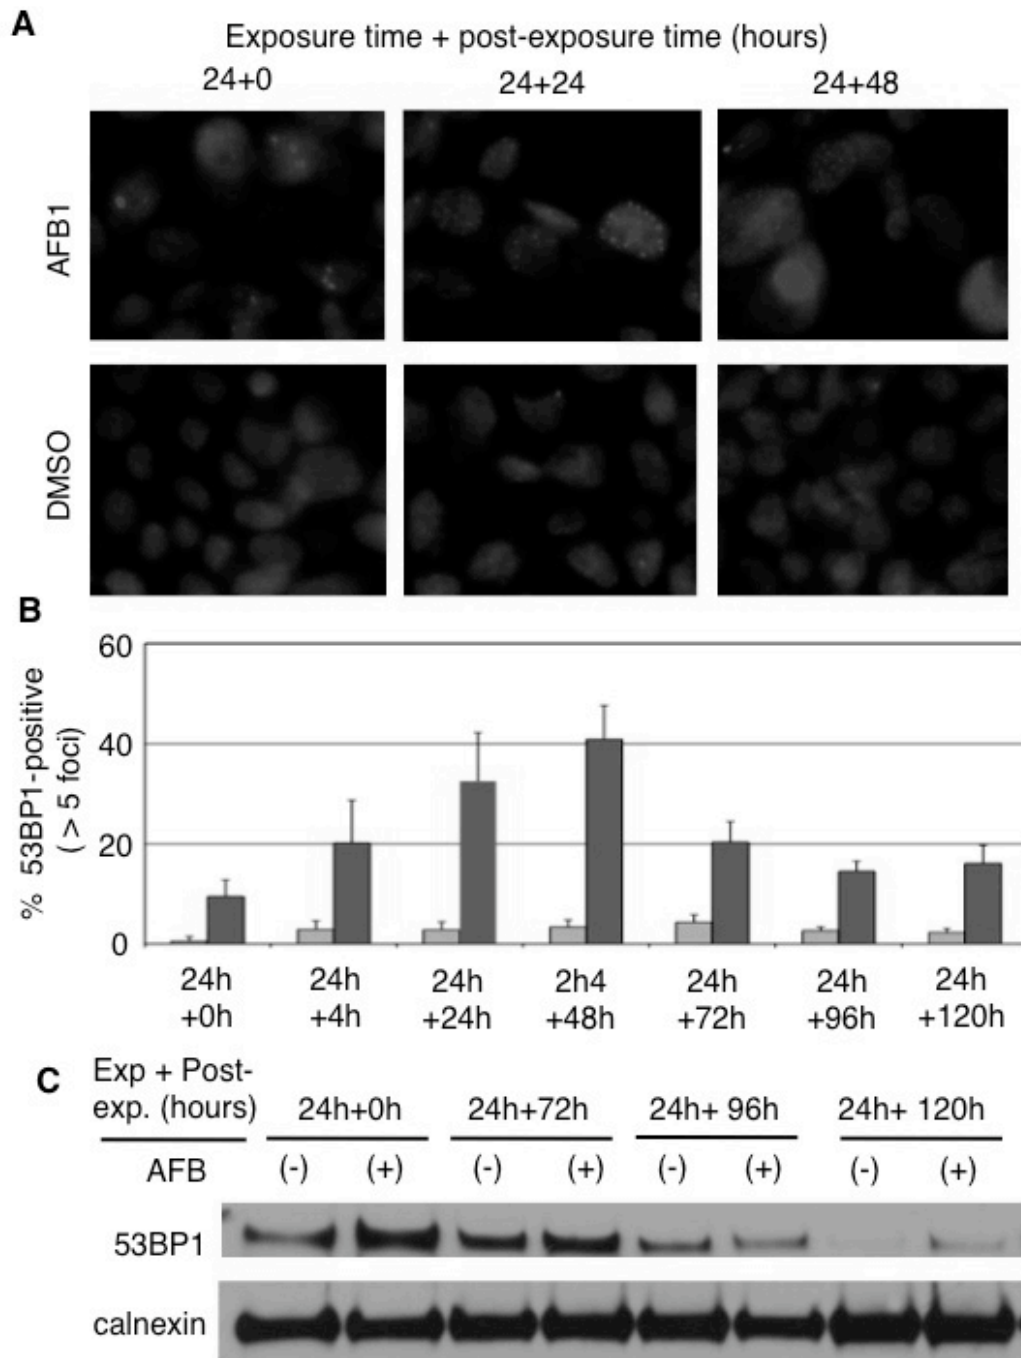 A
Exposure time + post-exposure time (hours)
24+0 24+24 24+48
AFB1
DMSO
B
% 53BP1-positive
( > 5 foci)
60
40
20
0
24h 24h 24h 2h4 24h 24h 24h
+0h +4h +24h +48h +72h +96h +120h
C
Exp + Post-
exp. (hours) 24h+0h 24h+72h 24h+ 96h 24h+ 120h
AFB (-) (+) (-) (+) (-) (+) (-) (+)
53BP1
calnexin